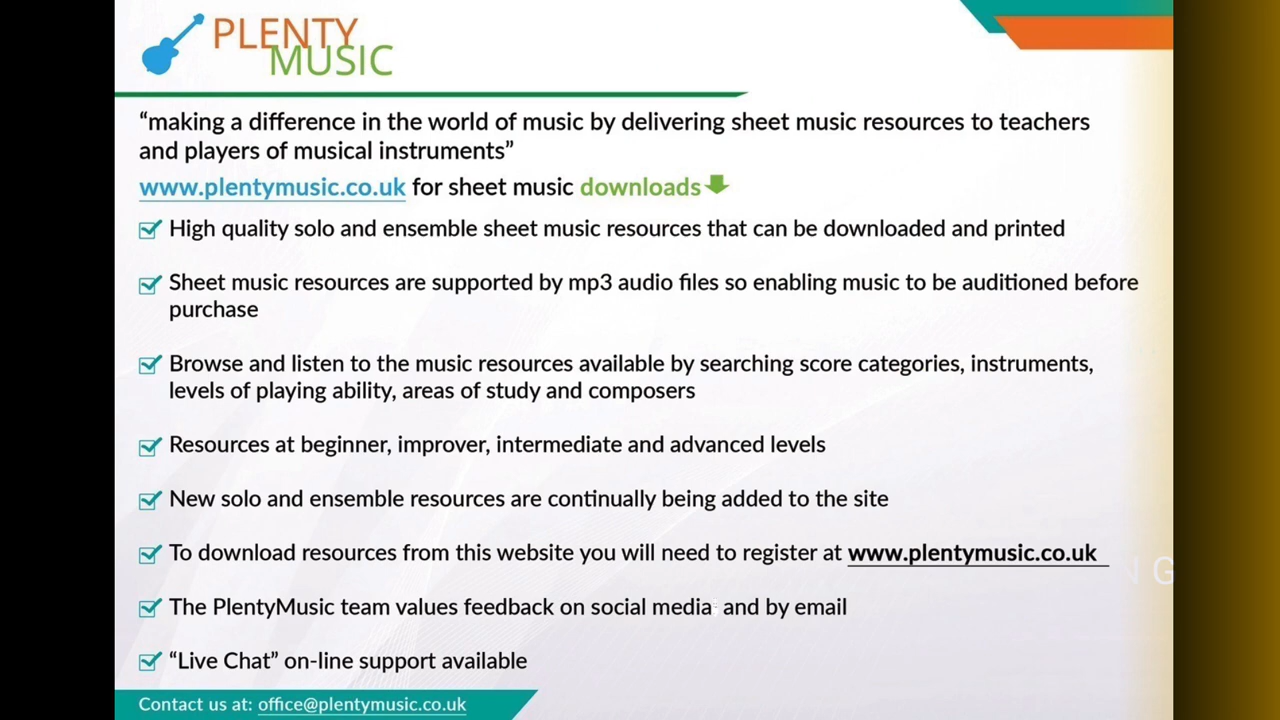 PLENTY
MUSIC
“making a difference in the world of music by delivering sheet music resources to teachers
and players of musical instruments”
www.plentymusic.co.uk for sheet music downloads
High quality solo and ensemble sheet music resources that can be downloaded and printed
Sheet music resources are supported by mp3 audio files so enabling music to be auditioned before
purchase
Browse and listen to the music resources available by searching score categories, instruments,
levels of playing ability, areas of study and composers
Resources at beginner, improver, intermediate and advanced levels
New solo and ensemble resources are continually being added to the site
To download resources from this website you will need to register at www.plentymusic.co.uk
The PlentyMusic team values feedback on social media and by email
“Live Chat” on-line support available
Contact us at: office@plentymusic.co.uk